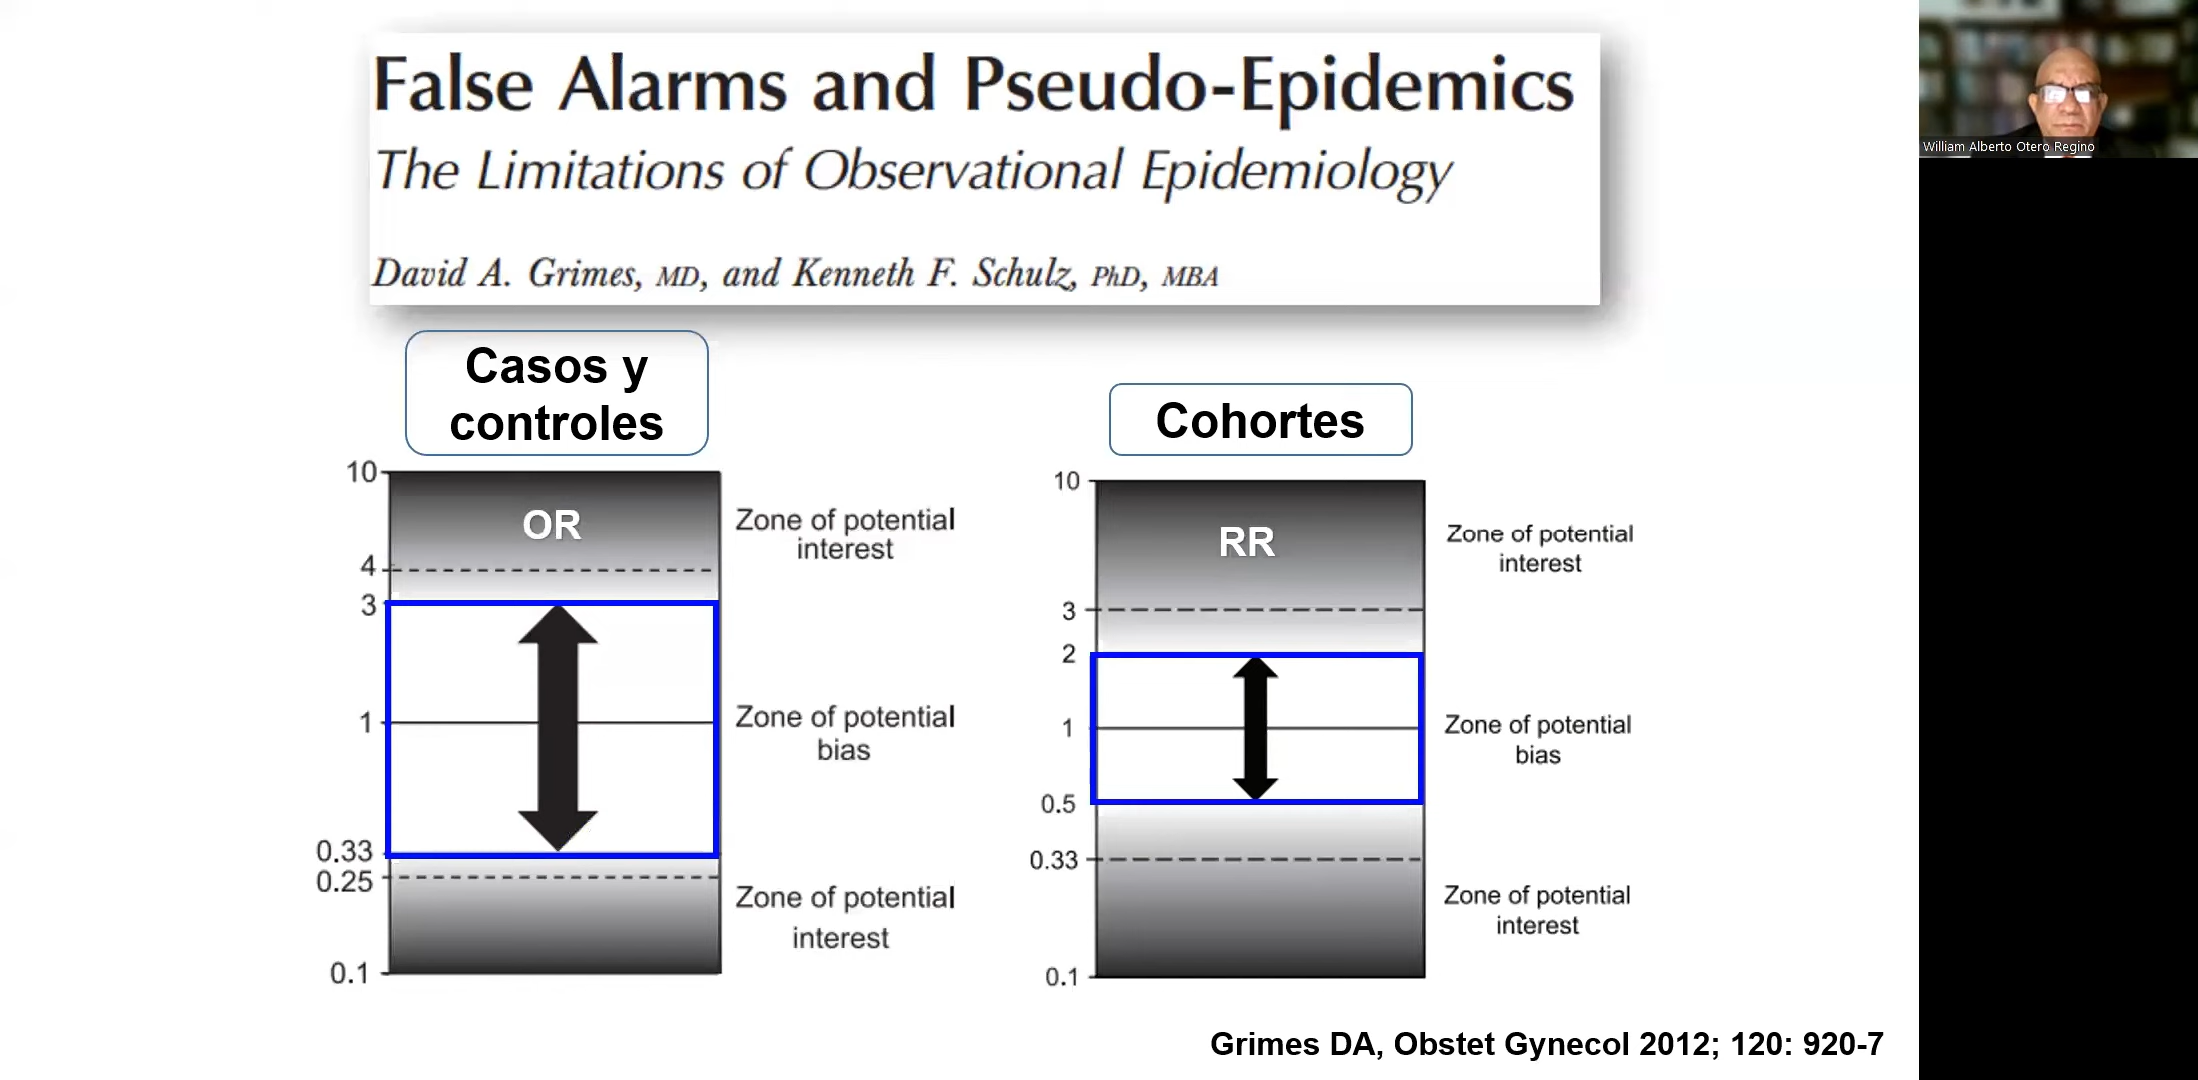 False Alarms and Pseudo-Epidemics
The Limitations of Observational Epidemiology
David A. Grimes, MD, and Kenneth F. Schulz, PhD, MBA
William Alberto Otero Regino
Casos y
controles
10
OR
4
3
1
0.33
0.25
0.1
Zone of potential
interest
Zone of potential
bias
Zone of potential
interest
Cohortes
10
RR
3
2
1
0.5
0.33
0.1
Zone of potential
interest
Zone of potential
bias
Zone of potential
interest
Grimes DA, Obstet Gynecol 2012; 120: 920-7